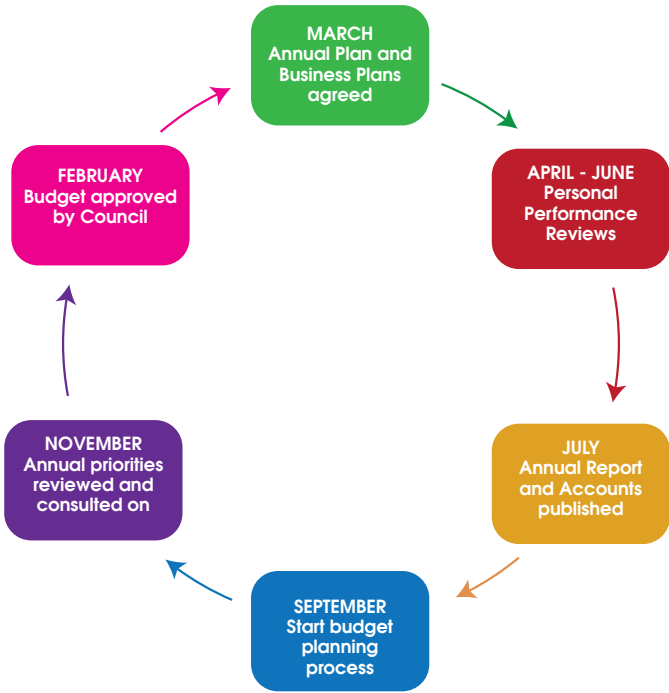 MARCH
Annual Plan and
Business Plans
agreed
APRIL - JUNE
Personal
Performance
Reviews
JULY
Annual Report
and Accounts
published
SEPTEMBER
Start budget
planning
process
NOVEMBER
Annual priorities
reviewed and
consulted on
FEBRUARY
Budget approved
by Council